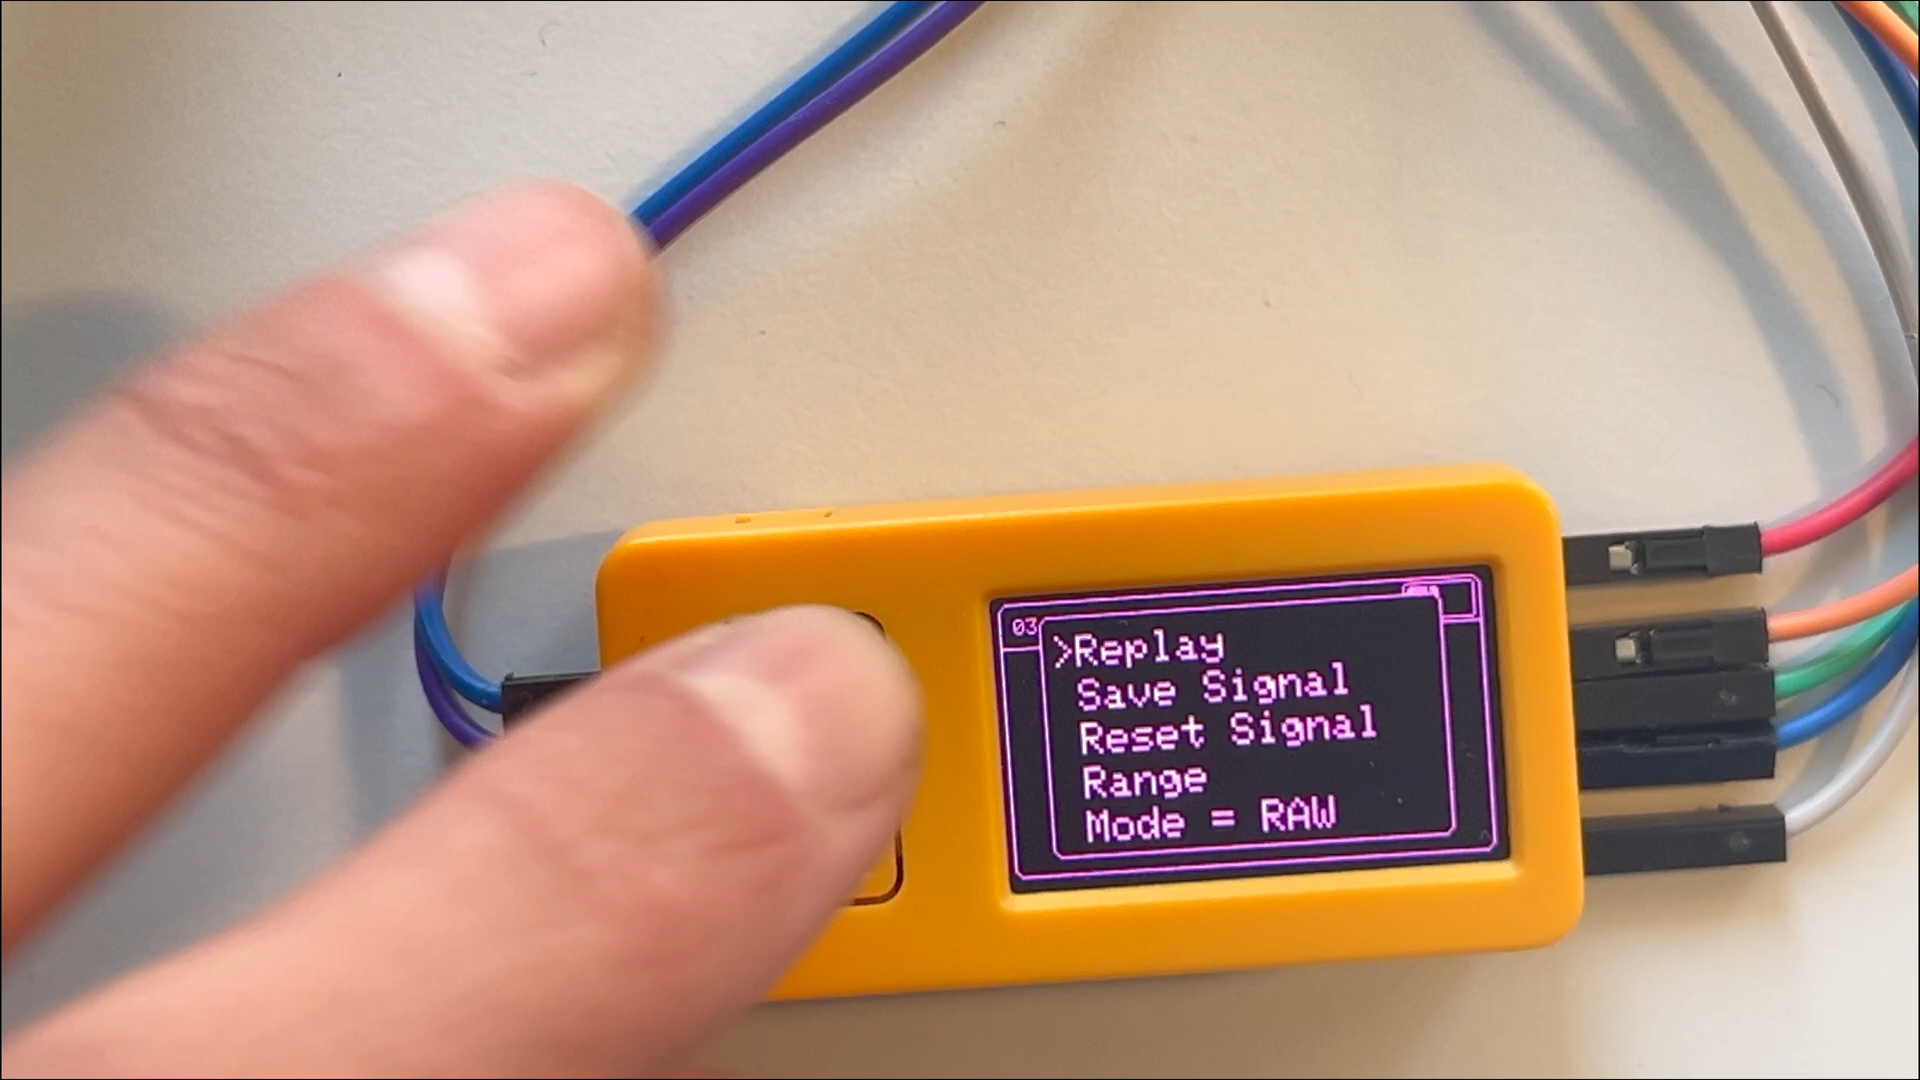 03
>Replay
Save Signal
Reset Signal
Range
Mode = RAW